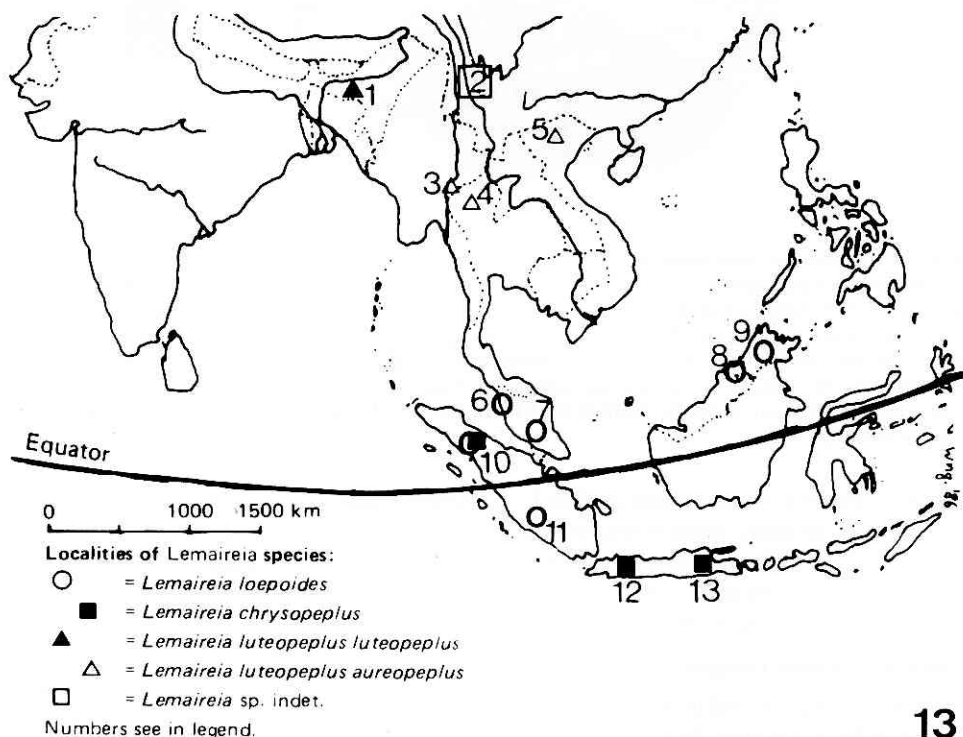 1
2
5
3
4
9
8
6
7
10
Equator
11
0 1000 1500 km
12 13
Localities of Lemaireia species:
○ = Lemaireia loepoides
■ = Lemaireia chrysopeplus
▲ = Lemaireia luteopeplus luteopeplus
△ = Lemaireia luteopeplus aureopeplus
□ = Lemaireia sp. indet.
Numbers see in legend.
13